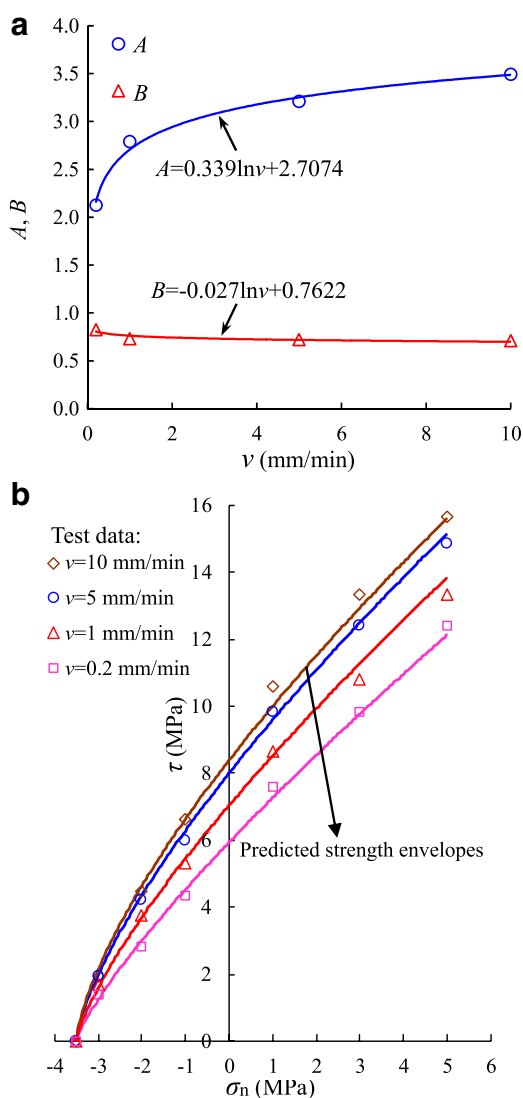 a
A
B
4.0
3.5
3.0
2.5
2.0
1.5
1.0
0.5
0.0
A, B
A=0.339lnv+2.7074
B=-0.027lnv+0.7622
0 2 4 6 8 10
v (mm/min)
b
Test data:
v=10 mm/min
v=5 mm/min
v=1 mm/min
v=0.2 mm/min
16
14
12
10
8
6
4
2
0
τ (MPa)
Predicted strength envelopes
-4 -3 -2 -1 0 1 2 3 4 5 6
σn (MPa)